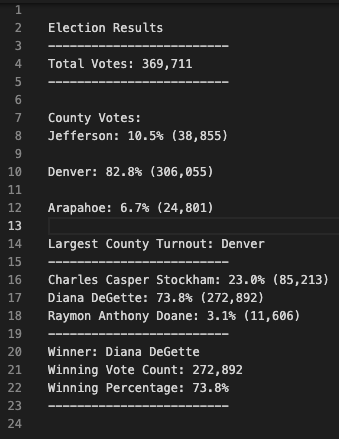 1
2 Election Results
3 -------------------------
4 Total Votes: 369,711
5 -------------------------
6
7 County Votes:
8 Jefferson: 10.5% (38,855)
9
10 Denver: 82.8% (306,055)
11
12 Arapahoe: 6.7% (24,801)
13
14 Largest County Turnout: Denver
15 -------------------------
16 Charles Casper Stockham: 23.0% (85,213)
17 Diana DeGette: 73.8% (272,892)
18 Raymon Anthony Doane: 3.1% (11,606)
19 -------------------------
20 Winner: Diana DeGette
21 Winning Vote Count: 272,892
22 Winning Percentage: 73.8%
23 -------------------------
24